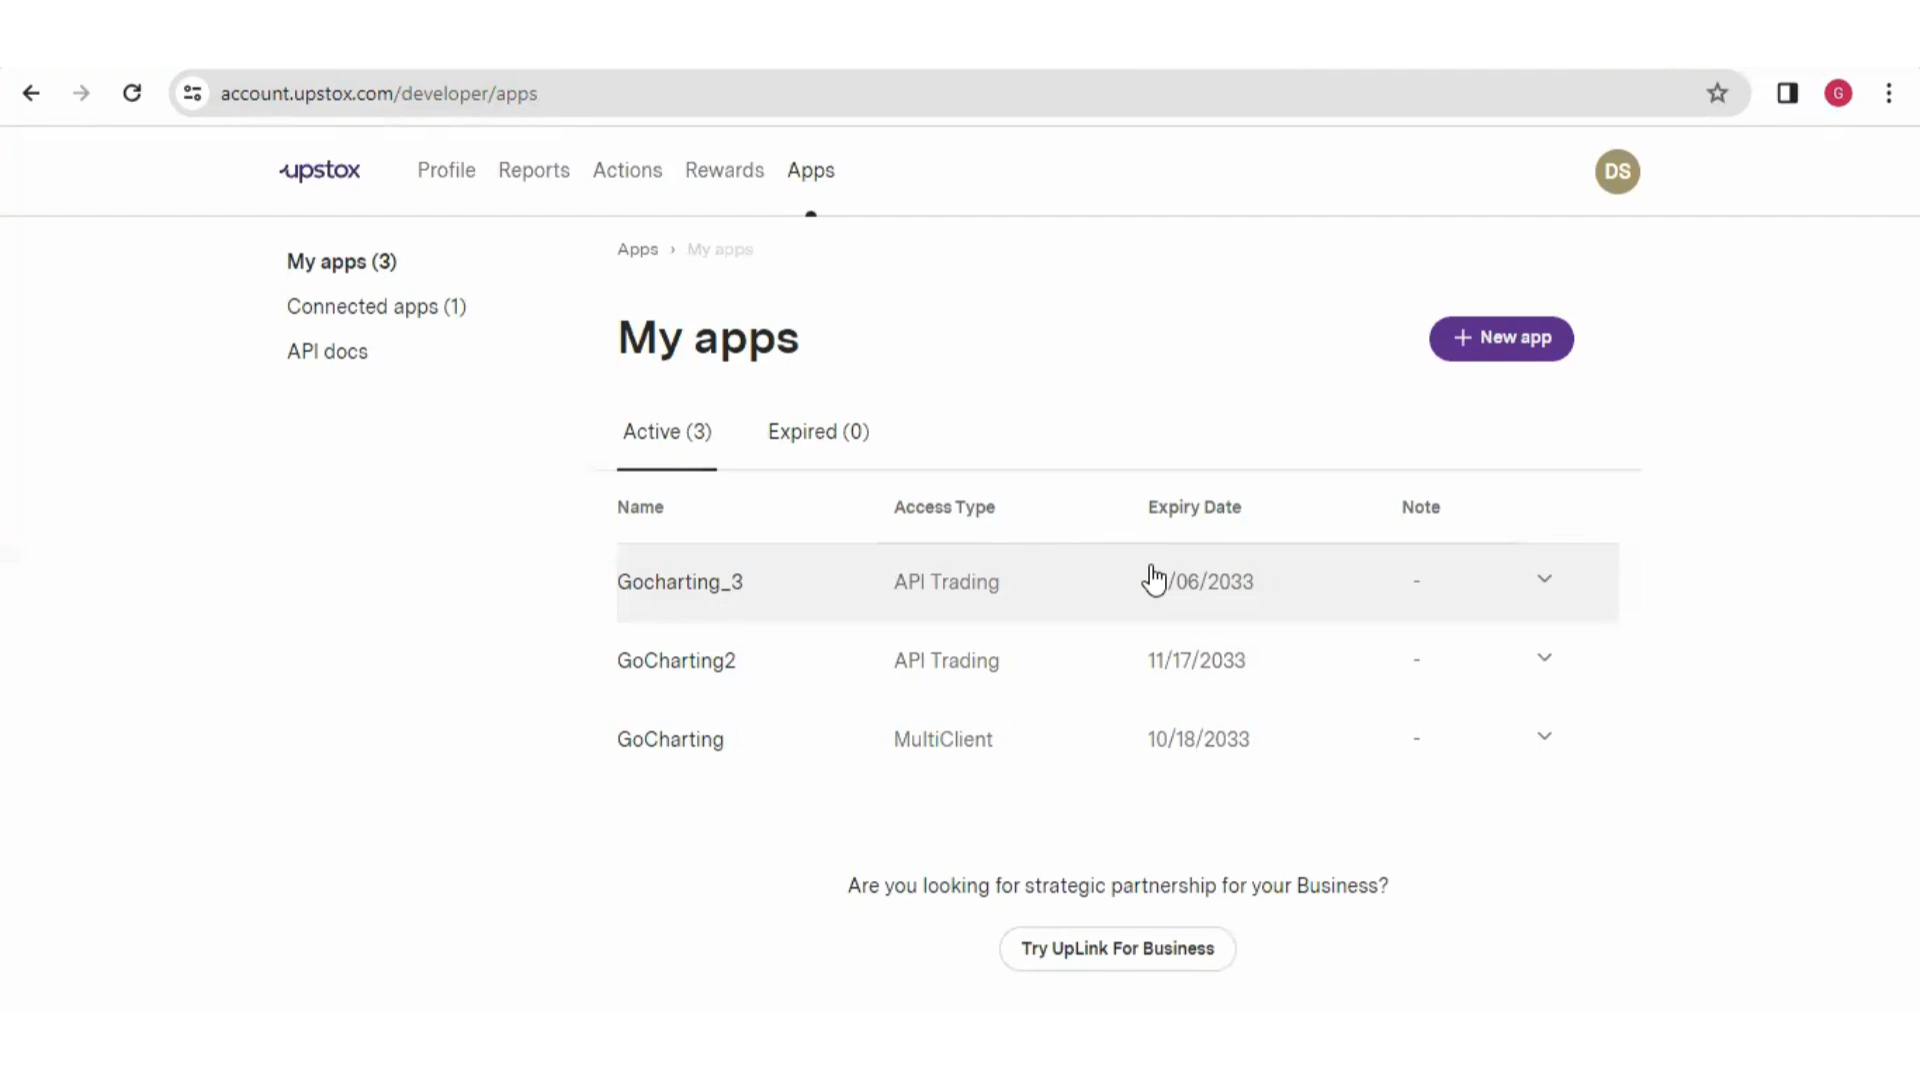 account.upstox.com/developer/apps
G
upstox Profile Reports Actions Rewards Apps
DS
My apps (3)
Connected apps (1)
API docs
Apps › My apps
My apps
+ New app
Active (3) Expired (0)
Name Access Type Expiry Date Note
Gocharting_3 API Trading /06/2033 -
GoCharting2 API Trading 11/17/2033 -
GoCharting MultiClient 10/18/2033 -
Are you looking for strategic partnership for your Business?
Try UpLink For Business